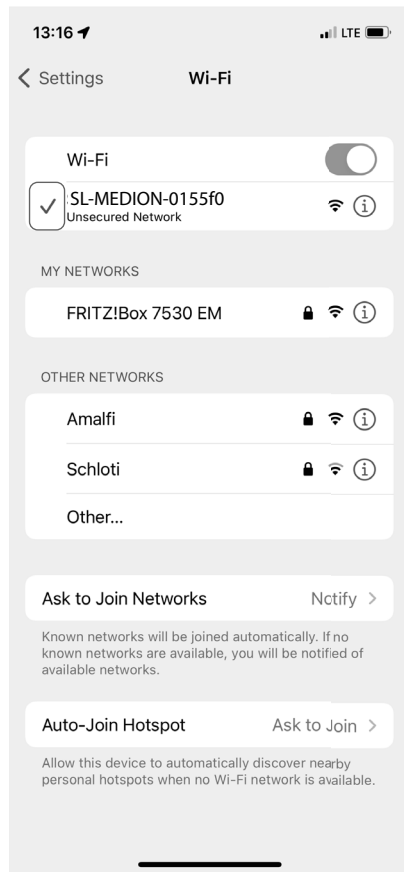 13:16
LTE
Settings
Wi-Fi
Wi-Fi
SL-MEDION-0155f0
Unsecured Network
MY NETWORKS
FRITZ!Box 7530 EM
OTHER NETWORKS
Amalfi
Schloti
Other...
Ask to Join Networks Notify
Known networks will be joined automatically. If no
known networks are available, you will be notified of
available networks.
Auto-Join Hotspot Ask to Join
Allow this device to automatically discover nearby
personal hotspots when no Wi-Fi network is available.